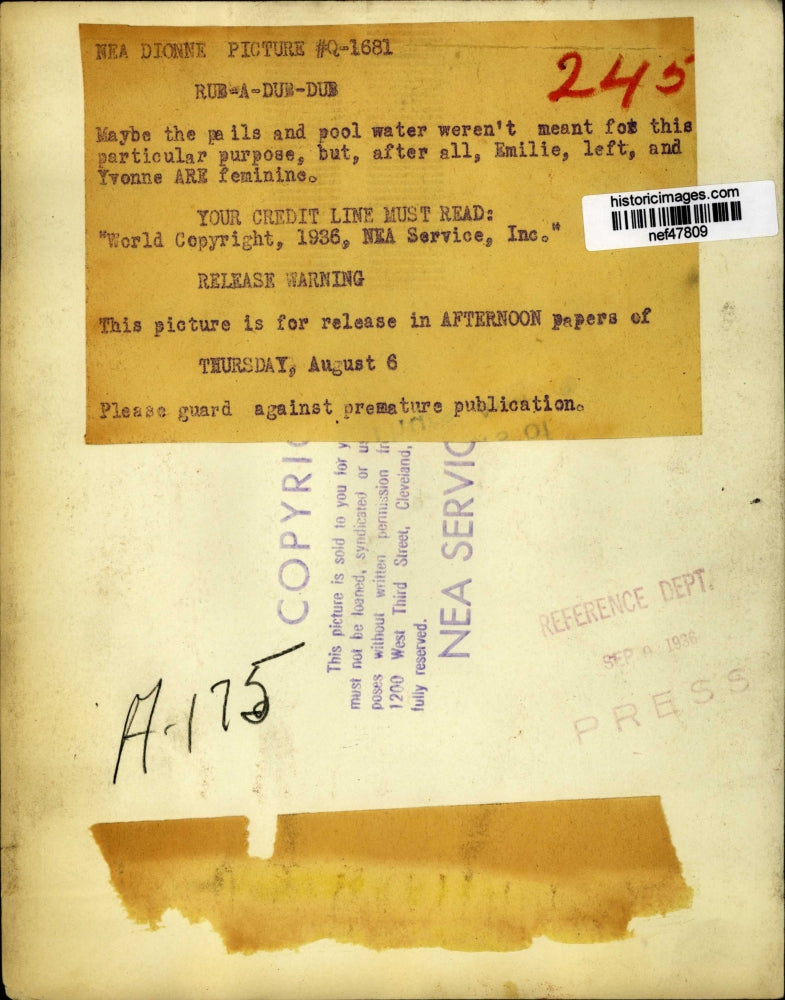 NEA DIONNE PICTURE #Q-1681
245
RUB-A-DUB-DUB
Maybe the pails and pool water weren't meant for this
particular purpose, but, after all, Emilie, left, and
Yvonne ARE feminine.
historicimages.com
nef47809
YOUR CREDIT LINE MUST READ:
"World Copyright, 1936, NEA Service, Inc."
RELEASE WARNING
This picture is for release in AFTERNOON papers of
THURSDAY, August 6
Please guard against premature publication.
COPYRI
This picture is sold to you for y
must not be loaned, syndicated or us
poses without written permission fr
1200 West Third Street, Cleveland,
fully reserved.
NEA SERVIC
REFERENCE DEPT.
SEP 9 1936
PRESS
A-175